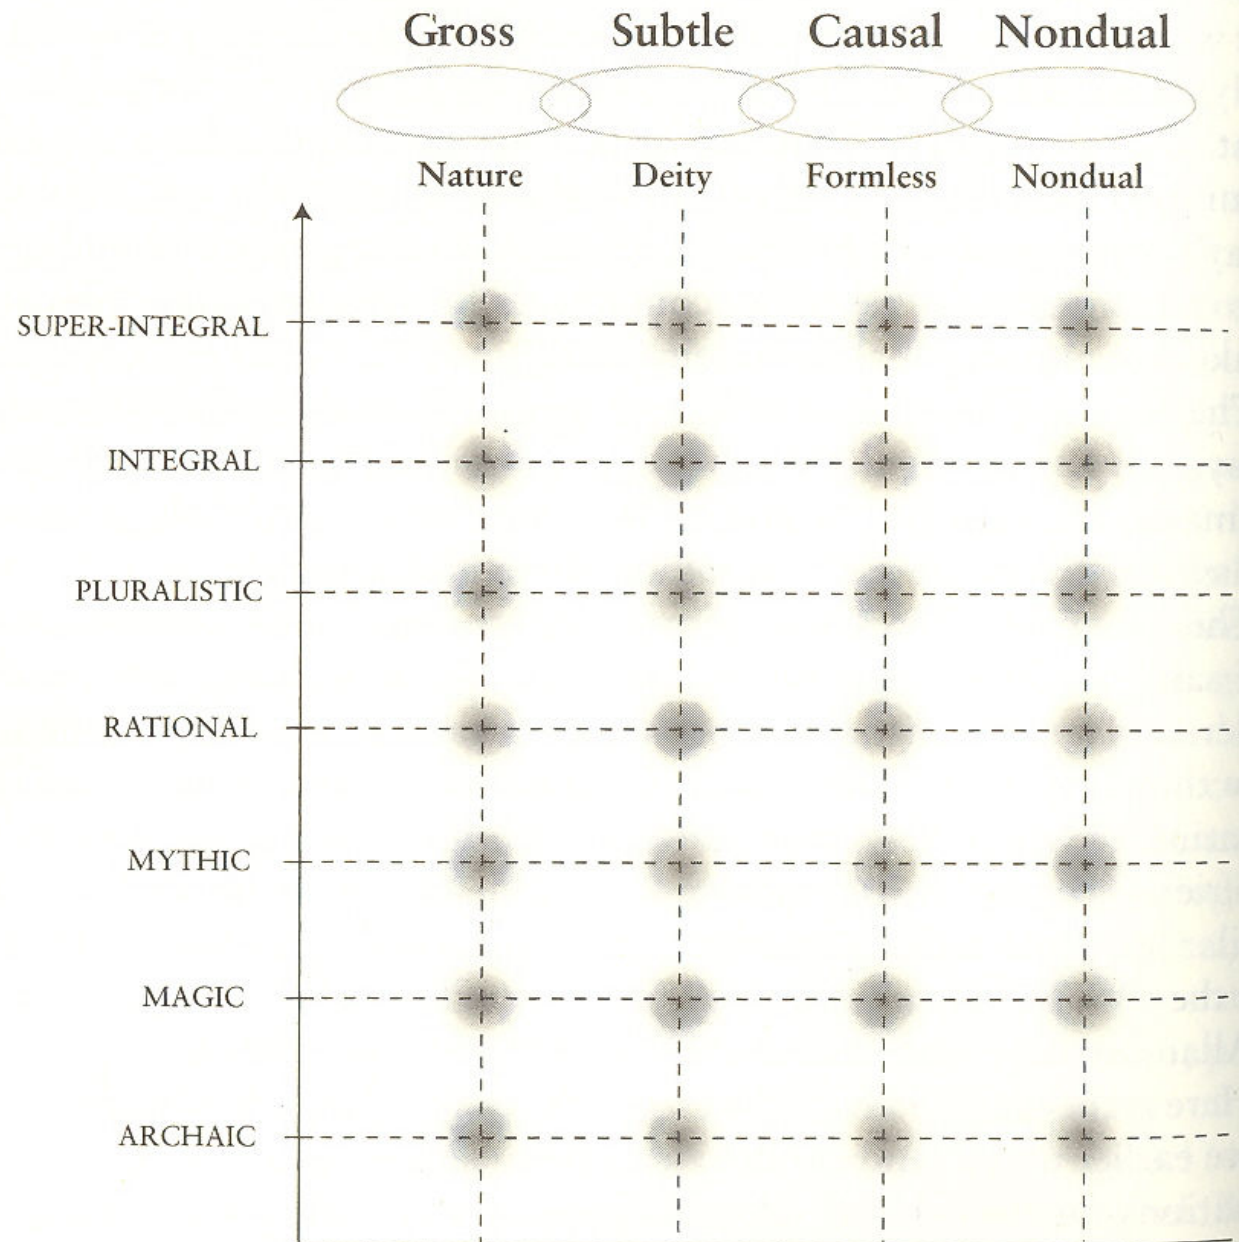 Gross Subtle Causal Nondual
Nature Deity Formless Nondual
SUPER-INTEGRAL
INTEGRAL
PLURALISTIC
RATIONAL
MYTHIC
MAGIC
ARCHAIC